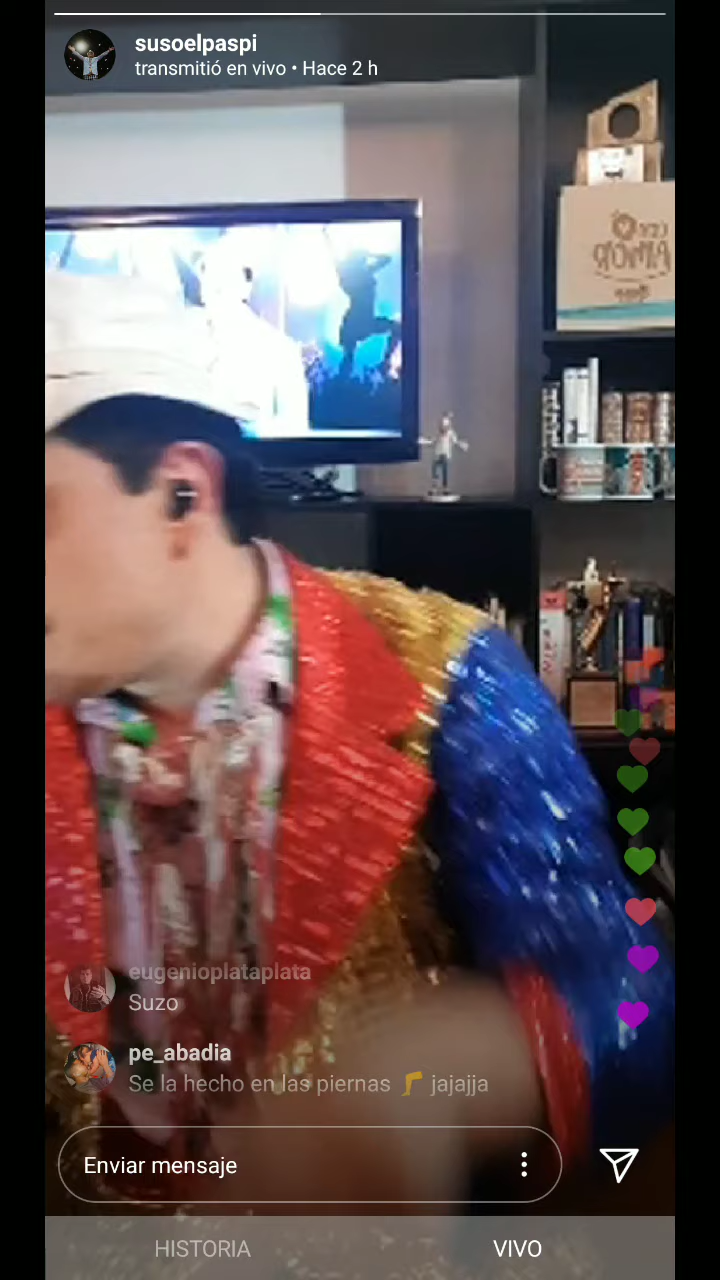 susoelpaspi
transmitió en vivo • Hace 2 h
eugenioplataplata
Suzo
pe_abadia
Se la hecho en las piernas 🦵 jajajja
Enviar mensaje
HISTORIA
VIVO